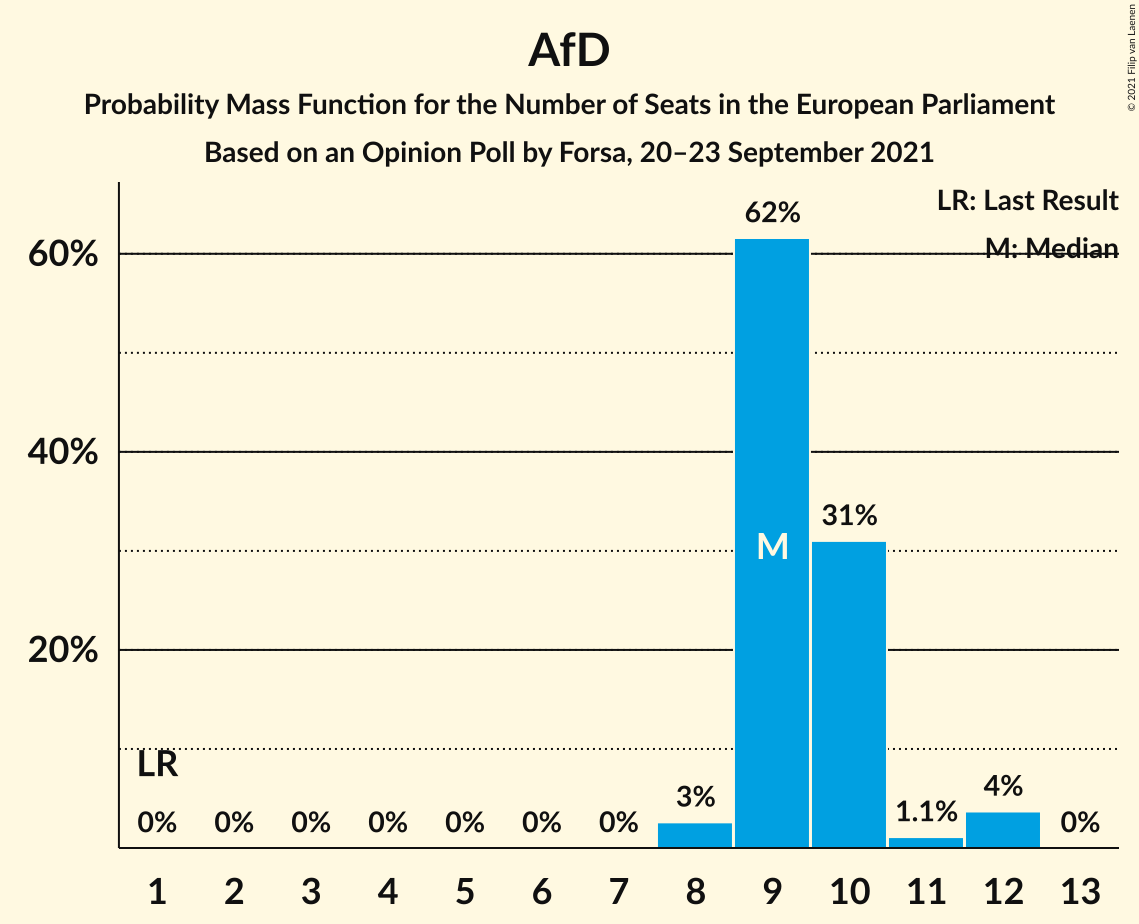 AfD
Probability Mass Function for the Number of Seats in the European Parliament
Based on an Opinion Poll by Forsa, 20–23 September 2021
© 2021 Filip van Laenen
LR: Last Result
M: Median
60%
40%
20%
62%
31%
M
LR
0% 0% 0% 0% 0% 0% 0% 3% 1.1% 4% 0%
1 2 3 4 5 6 7 8 9 10 11 12 13